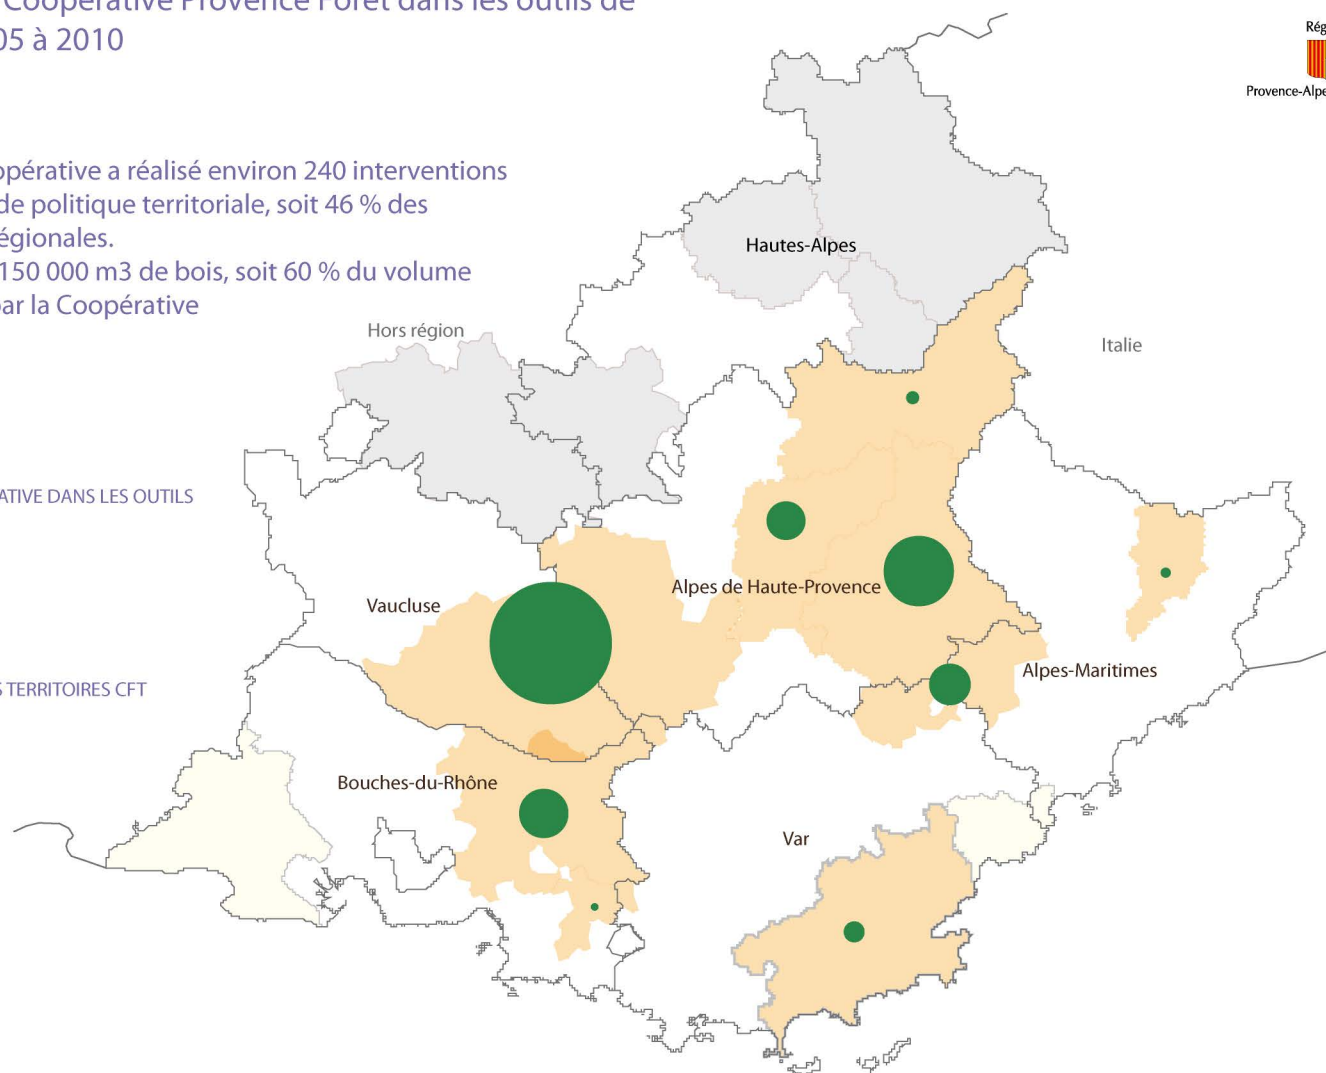 Coopérative Provence Forêt dans les outils de
05 à 2010
Rég
Provence-Alpe
opérative a réalisé environ 240 interventions
de politique territoriale, soit 46 % des
égionales.
150 000 m3 de bois, soit 60 % du volume
par la Coopérative
Hautes-Alpes
Hors région
Italie
ATIVE DANS LES OUTILS
Alpes de Haute-Provence
Vaucluse
Alpes-Maritimes
S TERRITOIRES CFT
Bouches-du-Rhône
Var